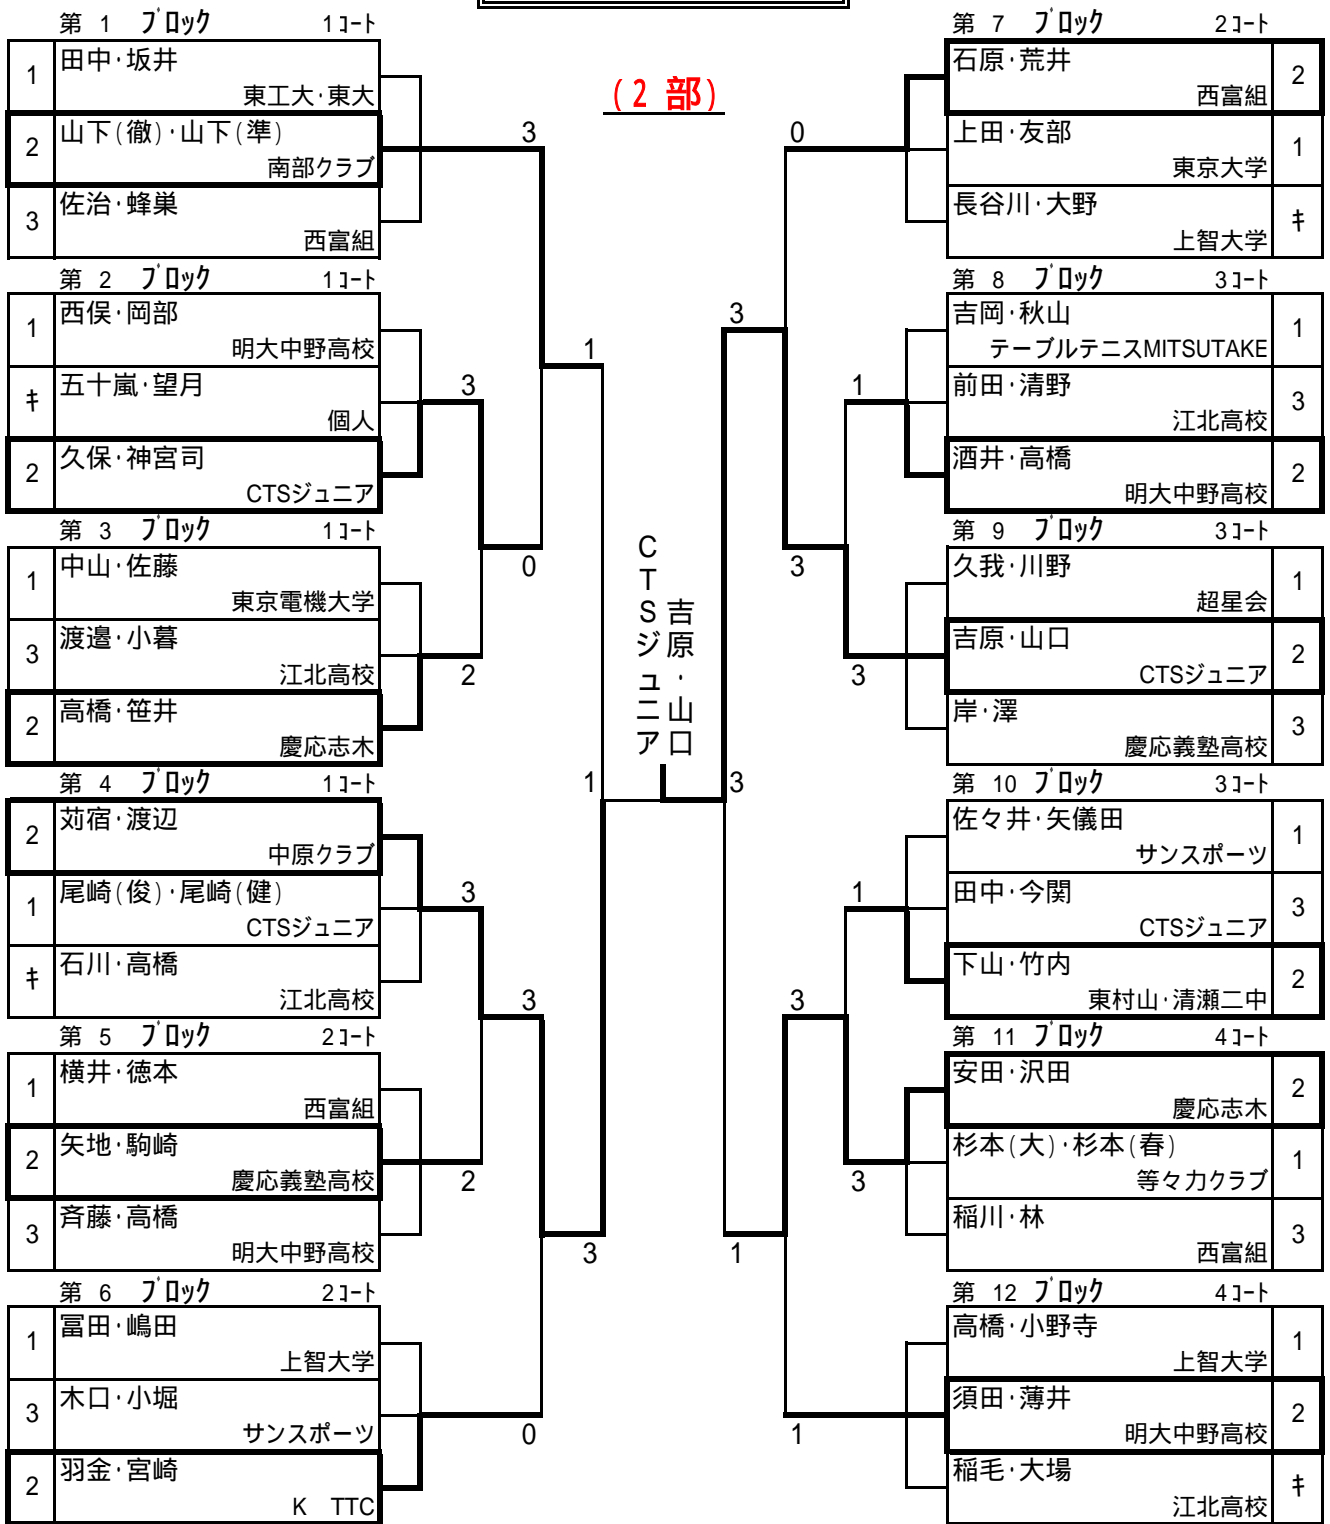 (2 部)
第 1 ブロック 1コート
1 田中・坂井
東工大・東大
2 山下(徹)・山下(準)
南部クラブ
3 佐治・蜂巣
西富組
第 2 ブロック 1コート
1 西俣・岡部
明大中野高校
キ 五十嵐・望月
個人
2 久保・神宮司
CTSジュニア
第 3 ブロック 1コート
1 中山・佐藤
東京電機大学
3 渡邉・小暮
江北高校
2 高橋・笹井
慶応志木
第 4 ブロック 1コート
2 苅宿・渡辺
中原クラブ
1 尾崎(俊)・尾崎(健)
CTSジュニア
キ 石川・高橋
江北高校
第 5 ブロック 2コート
1 横井・徳本
西富組
2 矢地・駒崎
慶応義塾高校
3 斉藤・高橋
明大中野高校
第 6 ブロック 2コート
1 冨田・嶋田
上智大学
3 木口・小堀
サンスポーツ
2 羽金・宮崎
K TTC
3
3
1
0
2
1
3
3
2
3
0
CTSジュニア
吉原・山口
0
3
1
3
3
3
1
3
3
1
1
第 7 ブロック 2コート
石原・荒井 2
西富組
上田・友部 1
東京大学
長谷川・大野 キ
上智大学
第 8 ブロック 3コート
吉岡・秋山 1
テーブルテニスMITSUTAKE
前田・清野 3
江北高校
酒井・高橋 2
明大中野高校
第 9 ブロック 3コート
久我・川野 1
超星会
吉原・山口 2
CTSジュニア
岸・澤 3
慶応義塾高校
第 10 ブロック 3コート
佐々井・矢儀田 1
サンスポーツ
田中・今関 3
CTSジュニア
下山・竹内 2
東村山・清瀬二中
第 11 ブロック 4コート
安田・沢田 2
慶応志木
杉本(大)・杉本(春) 1
等々力クラブ
稲川・林 3
西富組
第 12 ブロック 4コート
高橋・小野寺 1
上智大学
須田・薄井 2
明大中野高校
稲毛・大場 キ
江北高校